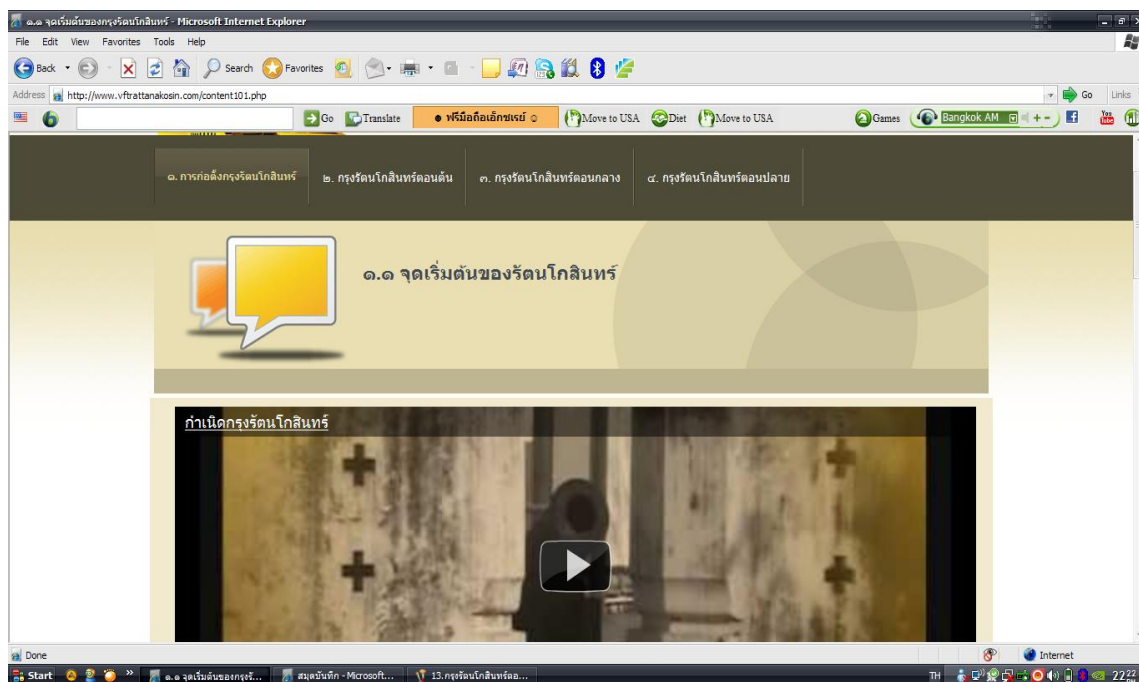 ๑.๑ จุดเริ่มต้นของกรุงรัตนโกสินทร์ - Microsoft Internet Explorer
File Edit View Favorites Tools Help
Back Search Favorites
Address http://www.vftrattanakosin.com/content101.php Go Links
Go Translate ฟรีมือถือเอ็กซเรย์ Move to USA Diet Move to USA Games Bangkok AM You Tube
๑. การก่อตั้งกรุงรัตนโกสินทร์ ๒. กรุงรัตนโกสินทร์ตอนต้น ๓. กรุงรัตนโกสินทร์ตอนกลาง ๔. กรุงรัตนโกสินทร์ตอนปลาย
๑.๑ จุดเริ่มต้นของรัตนโกสินทร์
กำเนิดกรุงรัตนโกสินทร์
Done Internet
Start ๑.๑ จุดเริ่มต้นของกรุงรั... สมุดบันทึก - Microsoft... 13.กรุงรัตนโกสินทร์ตอ... TH 22:22